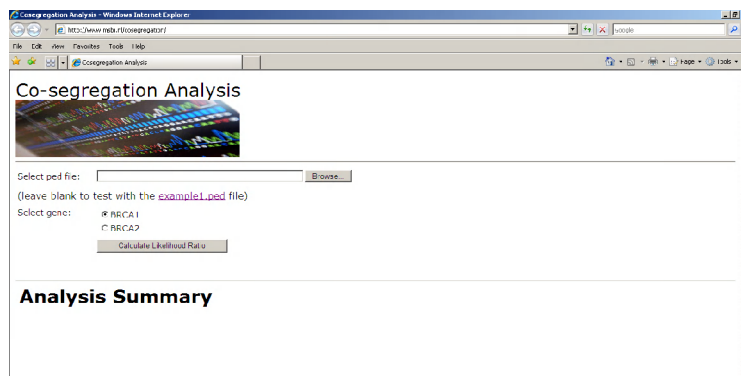 Cosegregation Analysis - Windows Internet Explorer
Google
File Edit View Favorites Tools Help
Cosegregation Analysis
Page Tools
Co-segregation Analysis
Select ped file: Browse...
(leave blank to test with the example1.ped file)
Select gene: BRCA1
BRCA2
Calculate Likelihood Ratio
Analysis Summary